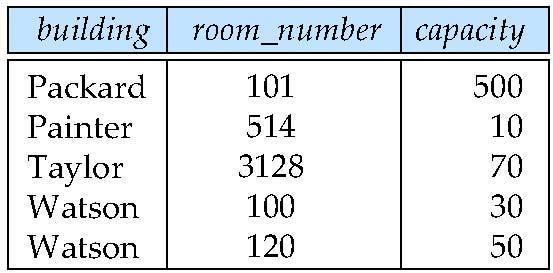 building room_number capacity
Packard 101 500
Painter 514 10
Taylor 3128 70
Watson 100 30
Watson 120 50